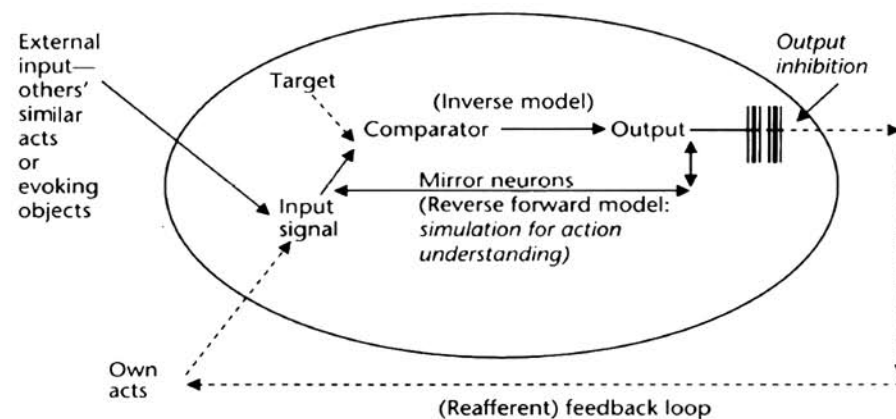 External
input—
others'
similar
acts
or
evoking
objects
Target
(Inverse model)
Comparator
Output
Output
inhibition
Mirror neurons
(Reverse forward model:
simulation for action
understanding)
Input
signal
Own
acts
(Reafferent) feedback loop